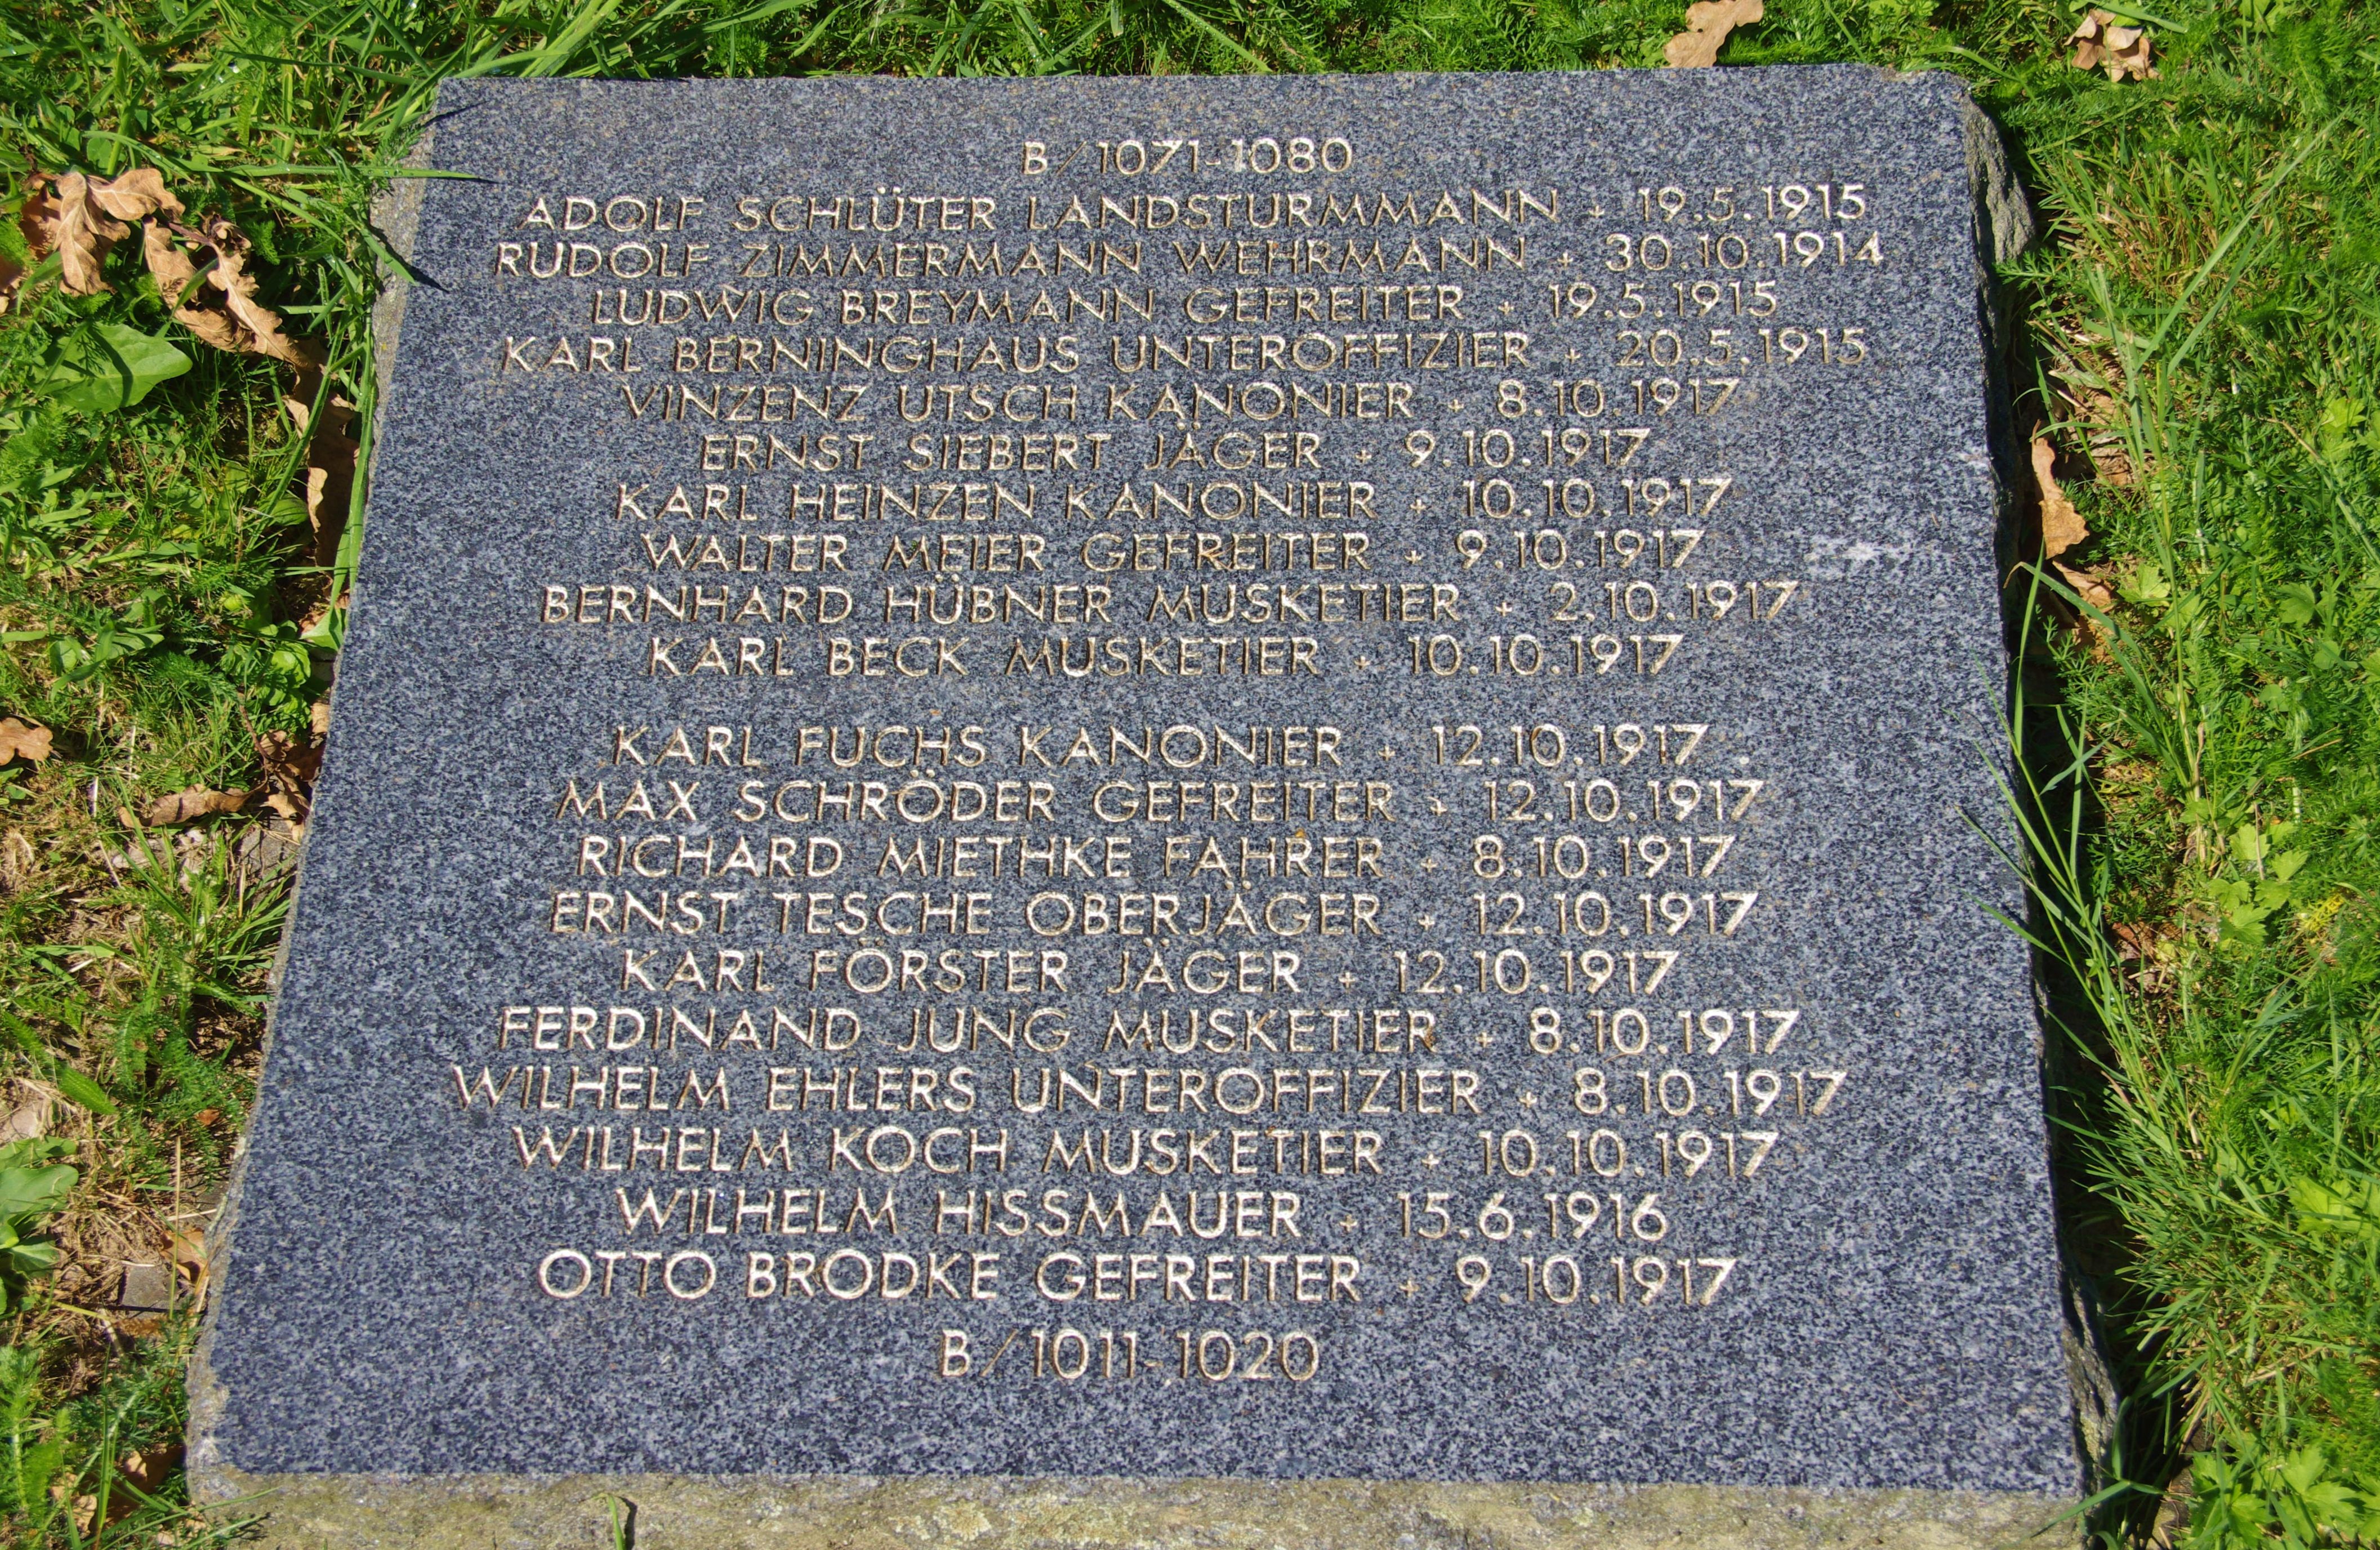 B/1071-1080
ADOLF SCHLÜTER LANDSTURMMANN + 19.5.1915
RUDOLF ZIMMERMANN WEHRMANN + 30.10.1914
LUDWIG BREYMANN GEFREITER + 19.5.1915
KARL BERNINGHAUS UNTEROFFIZIER + 20.5.1915
VINZENZ UTSCH KANONIER + 8.10.1917
ERNST SIEBERT JÄGER + 9.10.1917
KARL HEINZEN KANONIER + 10.10.1917
WALTER MEIER GEFREITER + 9.10.1917
BERNHARD HÜBNER MUSKETIER + 2.10.1917
KARL BECK MUSKETIER + 10.10.1917
KARL FUCHS KANONIER + 12.10.1917
MAX SCHRÖDER GEFREITER + 12.10.1917
RICHARD MIETHKE FAHRER + 8.10.1917
ERNST TESCHE OBERJÄGER + 12.10.1917
KARL FÖRSTER JÄGER + 12.10.1917
FERDINAND JUNG MUSKETIER + 8.10.1917
WILHELM EHLERS UNTEROFFIZIER + 8.10.1917
WILHELM KOCH MUSKETIER + 10.10.1917
WILHELM HISSMAUER + 15.6.1916
OTTO BRODKE GEFREITER + 9.10.1917
B/1011-1020